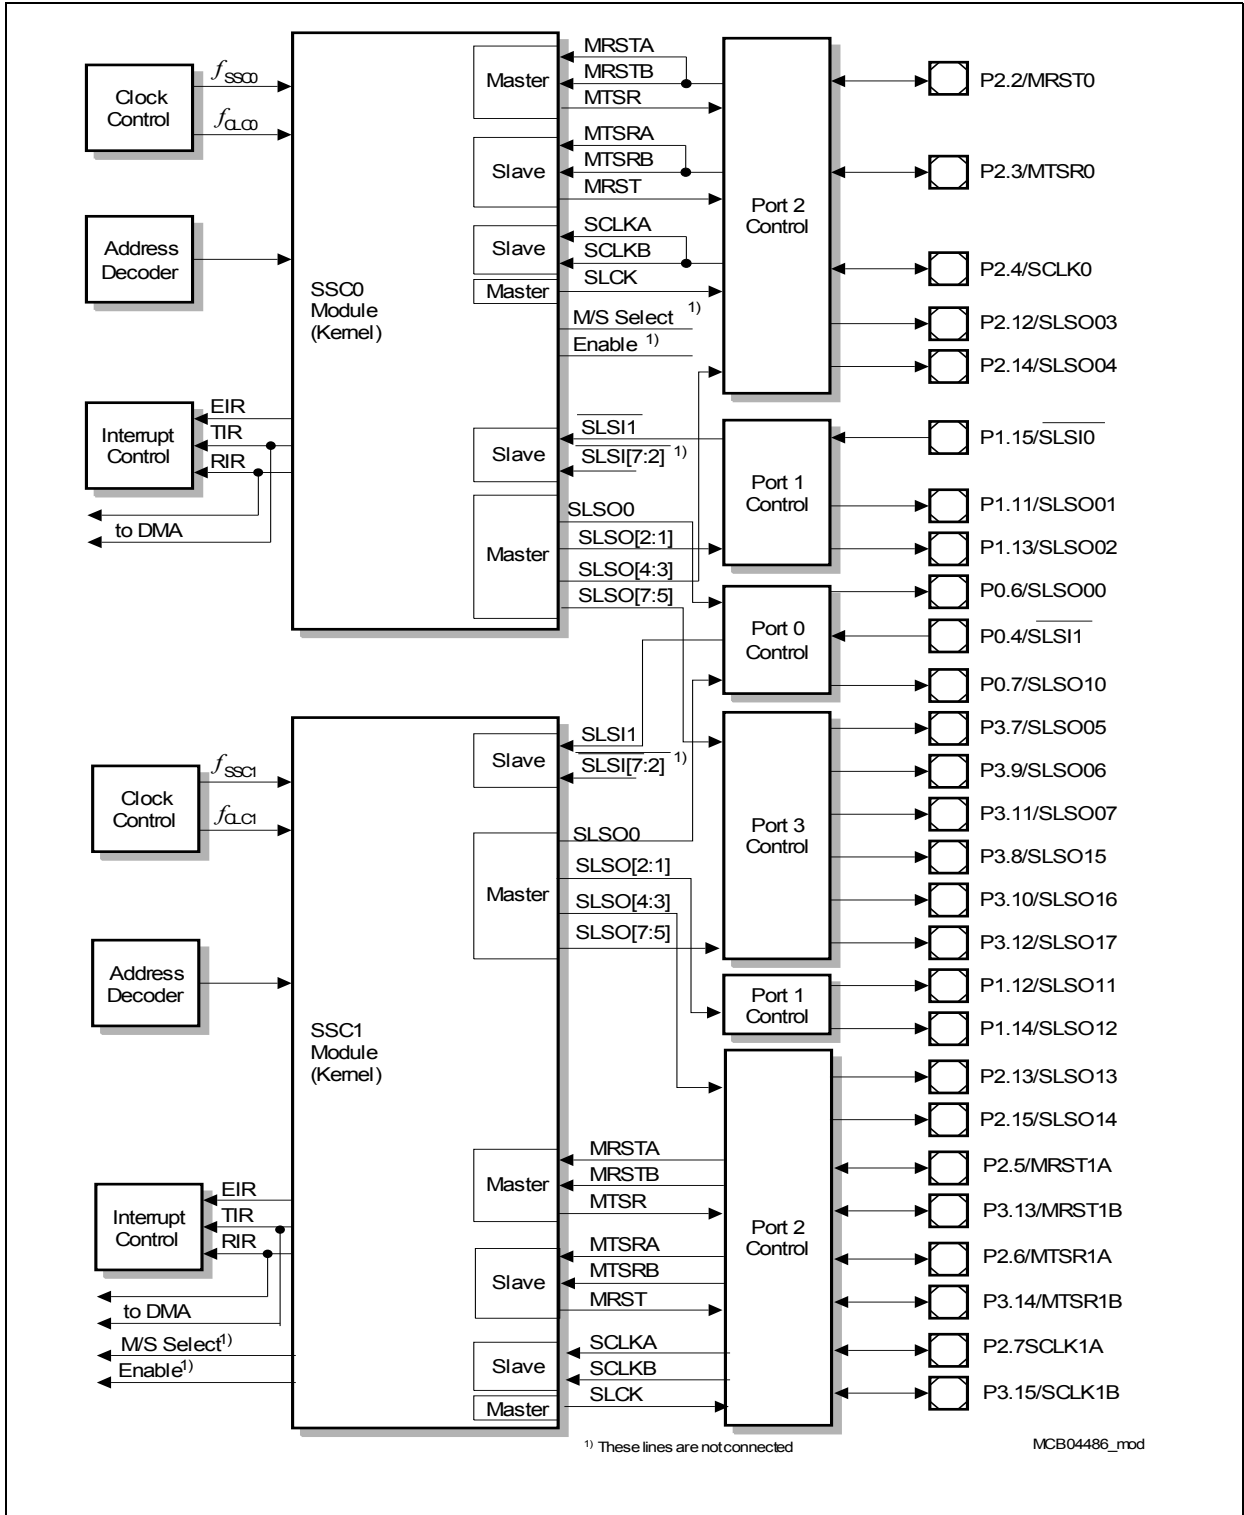 Clock
Control
fSSC0
fCLC0
Address
Decoder
Interrupt
Control
EIR
TIR
RIR
to DMA
SSC0
Module
(Kernel)
Master
Slave
Slave
Master
Slave
Master
MRSTA
MRSTB
MTSR
MTSRA
MTSRB
MRST
SCLKA
SCLKB
SLCK
M/S Select 1)
Enable 1)
SLSI1
SLSI[7:2] 1)
SLSO0
SLSO[2:1]
SLSO[4:3]
SLSO[7:5]
Port 2
Control
Port 1
Control
Port 0
Control
P2.2/MRST0
P2.3/MTSR0
P2.4/SCLK0
P2.12/SLSO03
P2.14/SLSO04
P1.15/SLSI0
P1.11/SLSO01
P1.13/SLSO02
P0.6/SLSO00
P0.4/SLSI1
P0.7/SLSO10
Clock
Control
fSSC1
fCLC1
Address
Decoder
Interrupt
Control
EIR
TIR
RIR
to DMA
M/S Select1)
Enable1)
SSC1
Module
(Kernel)
Slave
Master
Master
Slave
Slave
Master
SLSI1
SLSI[7:2] 1)
SLSO0
SLSO[2:1]
SLSO[4:3]
SLSO[7:5]
MRSTA
MRSTB
MTSR
MTSRA
MTSRB
MRST
SCLKA
SCLKB
SLCK
Port 3
Control
Port 1
Control
Port 2
Control
P3.7/SLSO05
P3.9/SLSO06
P3.11/SLSO07
P3.8/SLSO15
P3.10/SLSO16
P3.12/SLSO17
P1.12/SLSO11
P1.14/SLSO12
P2.13/SLSO13
P2.15/SLSO14
P2.5/MRST1A
P3.13/MRST1B
P2.6/MTSR1A
P3.14/MTSR1B
P2.7SCLK1A
P3.15/SCLK1B
1) These lines are not connected
MCB04486_mod